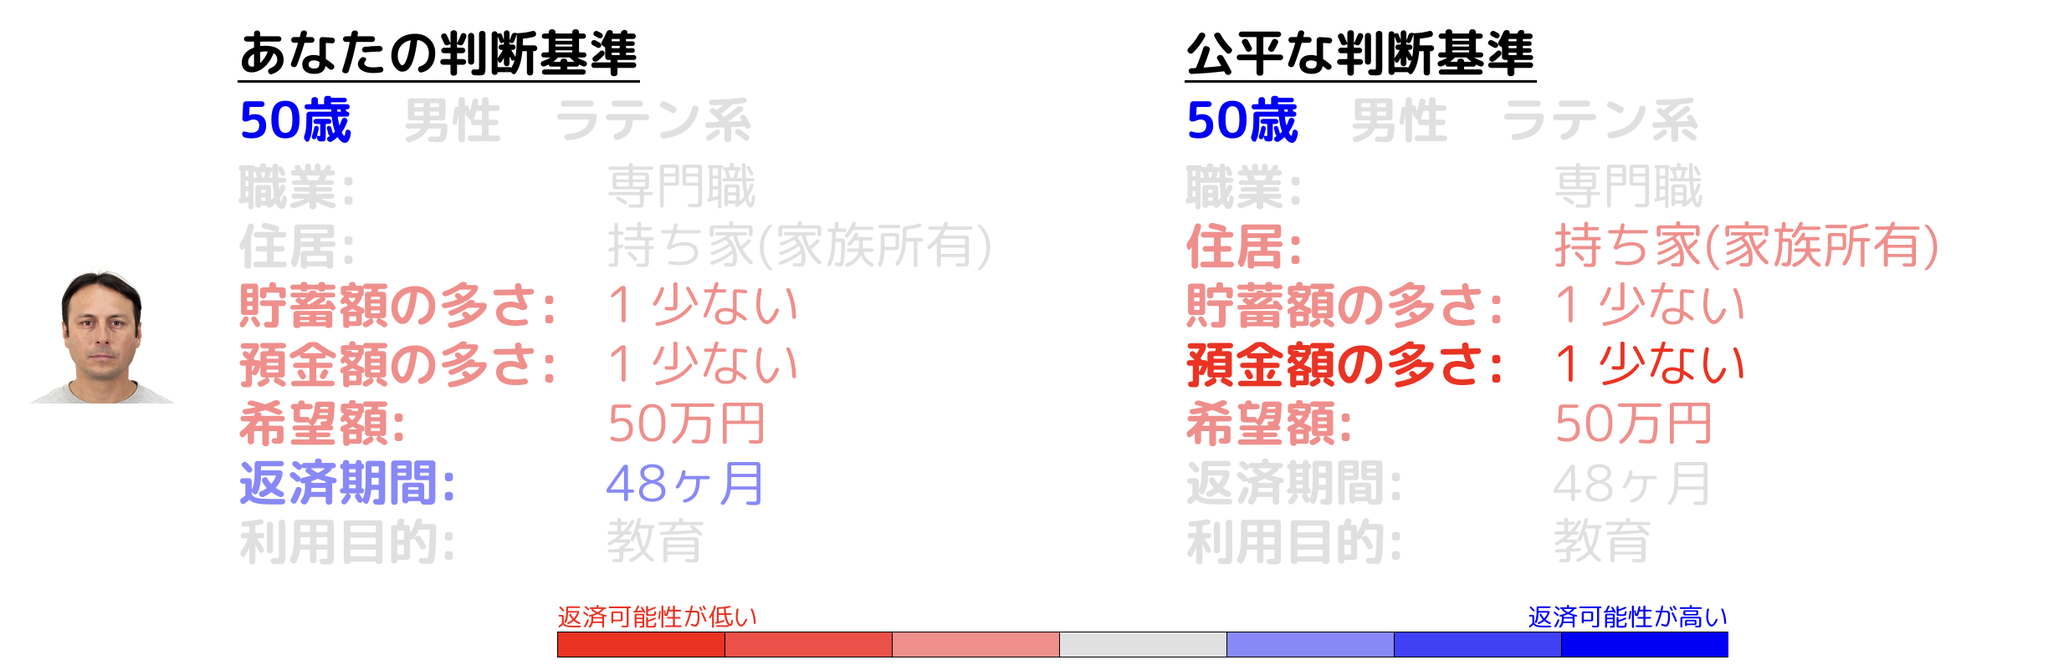 あなたの判断基準
50歳 男性 ラテン系
職業: 専門職
住居: 持ち家(家族所有)
貯蓄額の多さ: 1 少ない
預金額の多さ: 1 少ない
希望額: 50万円
返済期間: 48ヶ月
利用目的: 教育
公平な判断基準
50歳 男性 ラテン系
職業: 専門職
住居: 持ち家(家族所有)
貯蓄額の多さ: 1 少ない
預金額の多さ: 1 少ない
希望額: 50万円
返済期間: 48ヶ月
利用目的: 教育
返済可能性が低い
返済可能性が高い